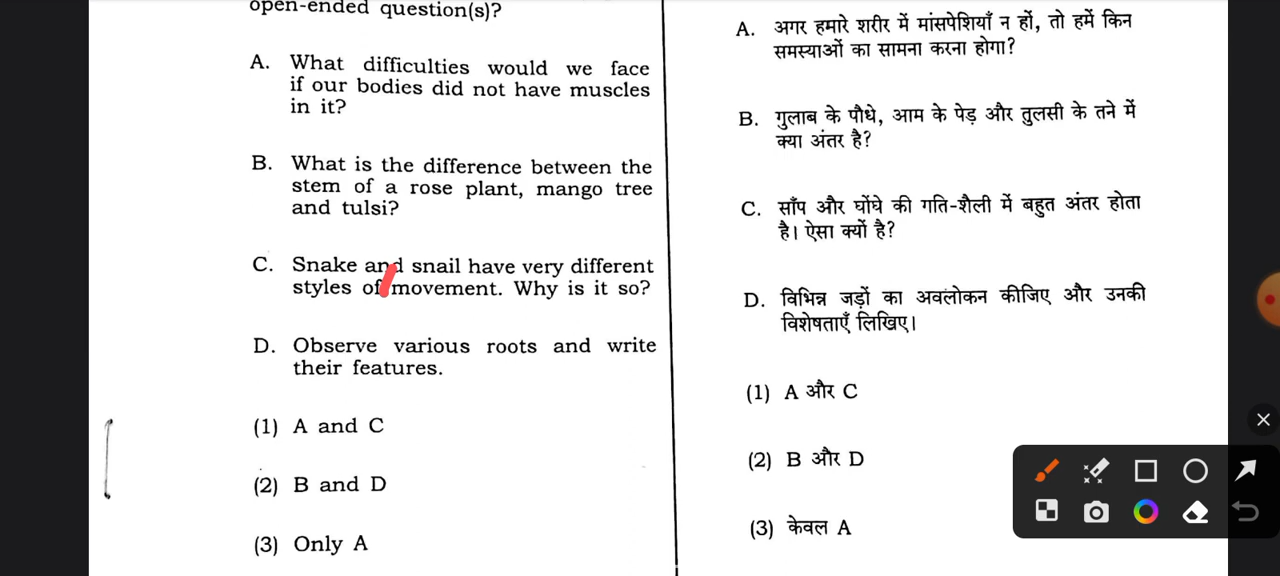 open-ended question(s)?
A. What difficulties would we face
if our bodies did not have muscles
in it?
B. What is the difference between the
stem of a rose plant, mango tree
and tulsi?
C. Snake and snail have very different
styles of movement. Why is it so?
D. Observe various roots and write
their features.
(1) A and C
(2) B and D
(3) Only A
A. अगर हमारे शरीर में मांसपेशियाँ न हों, तो हमें किन
समस्याओं का सामना करना होगा?
B. गुलाब के पौधे, आम के पेड़ और तुलसी के तने में
क्या अंतर है?
C. साँप और घोंघे की गति-शैली में बहुत अंतर होता
है। ऐसा क्यों है?
D. विभिन्न जड़ों का अवलोकन कीजिए और उनकी
विशेषताएँ लिखिए।
(1) A और C
(2) B और D
(3) केवल A